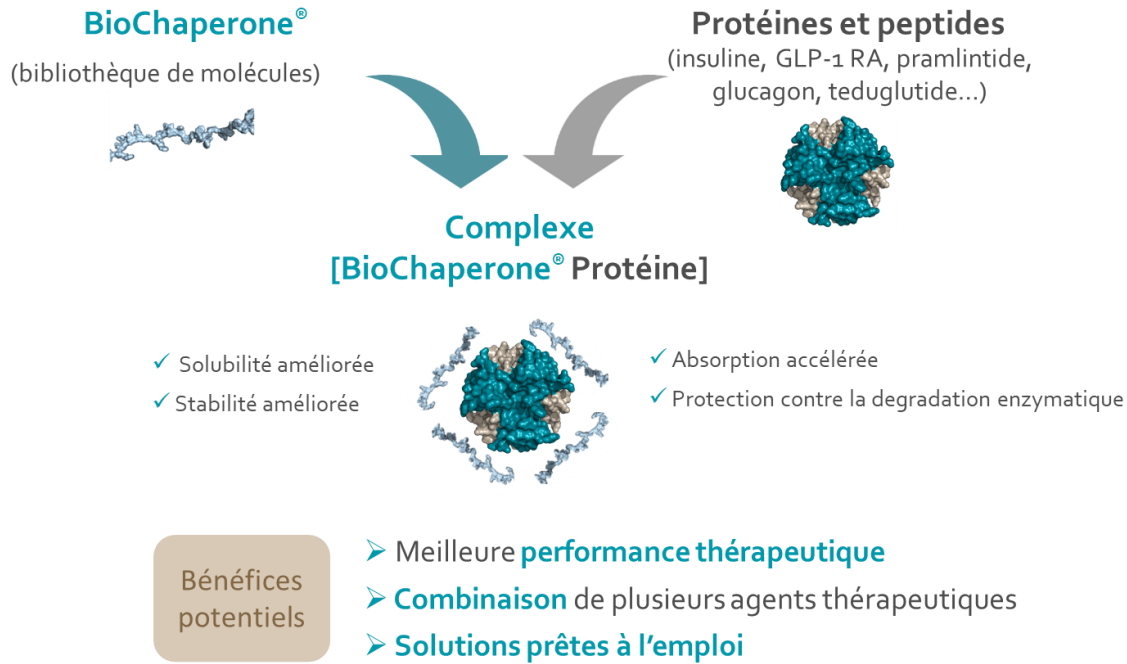 BioChaperone®
(bibliothèque de molécules)
Protéines et peptides
(insuline, GLP-1 RA, pramlintide,
glucagon, teduglutide...)
Complexe
[BioChaperone® Protéine]
✓ Solubilité améliorée
✓ Stabilité améliorée
✓ Absorption accélérée
✓ Protection contre la degradation enzymatique
Bénéfices
potentiels
➢ Meilleure performance thérapeutique
➢ Combinaison de plusieurs agents thérapeutiques
➢ Solutions prêtes à l’emploi